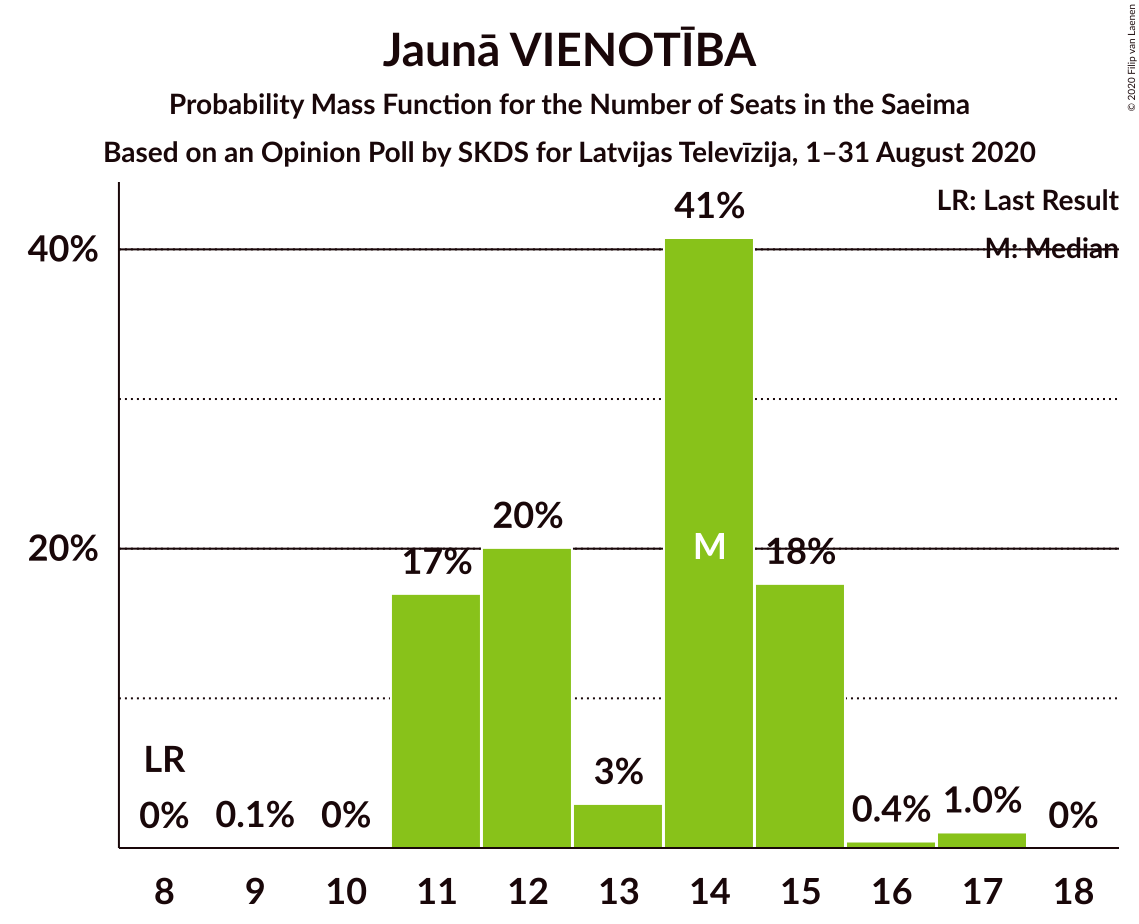 Jaunā VIENOTĪBA
Probability Mass Function for the Number of Seats in the Saeima
Based on an Opinion Poll by SKDS for Latvijas Televīzija, 1–31 August 2020
© 2020 Filip van Laenen
LR: Last Result
M: Median
40%
20%
LR
0%
0.1%
0%
17%
20%
3%
41%
M
18%
0.4%
1.0%
0%
8 9 10 11 12 13 14 15 16 17 18